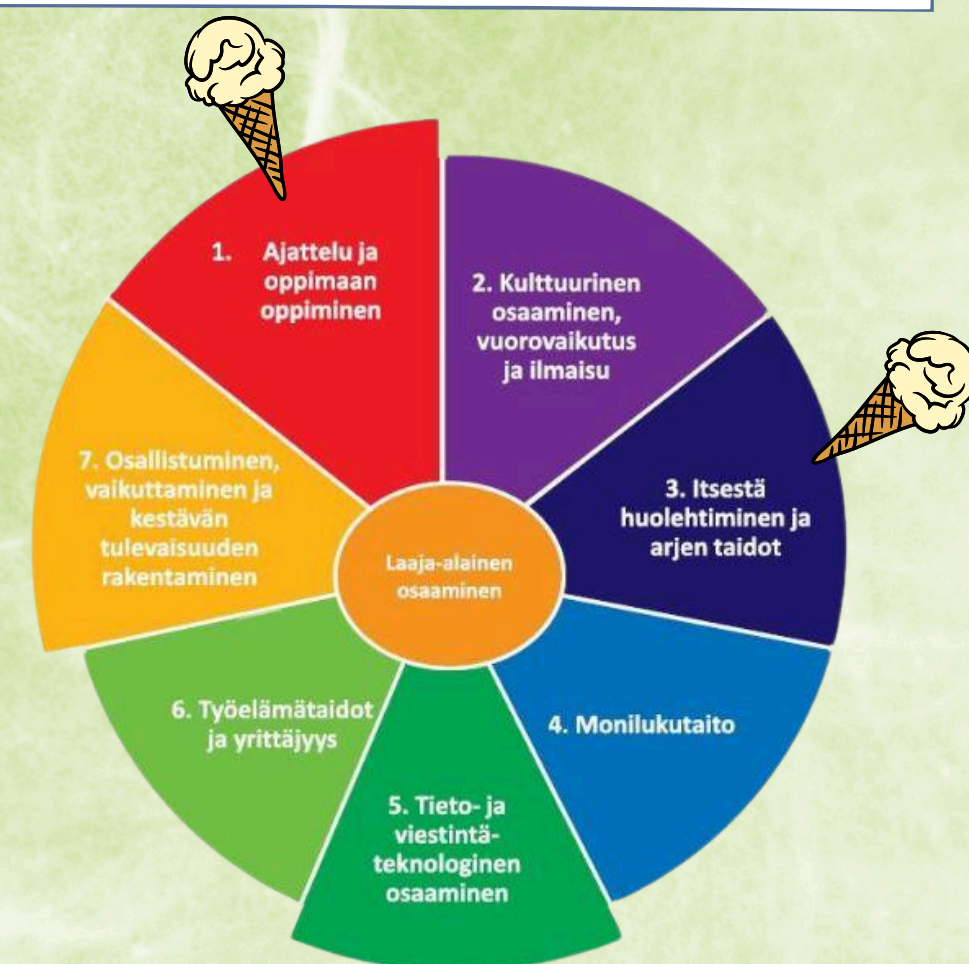 1. Ajattelu ja
oppimaan
oppiminen
2. Kulttuurinen
osaaminen,
vuorovaikutus
ja ilmaisu
3. Itsestä
huolehtiminen ja
arjen taidot
4. Monilukutaito
5. Tieto- ja
viestintä-
teknologinen
osaaminen
6. Työelämätaidot
ja yrittäjyys
7. Osallistuminen,
vaikuttaminen ja
kestävän
tulevaisuuden
rakentaminen
Laaja-alainen
osaaminen